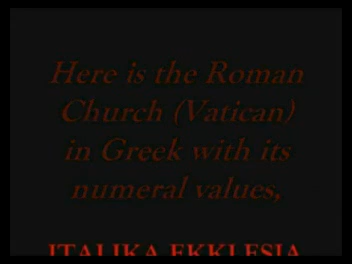 Here is the Roman
Church (Vatican)
in Greek with its
numeral values,
ITALIKA EKKLESIA